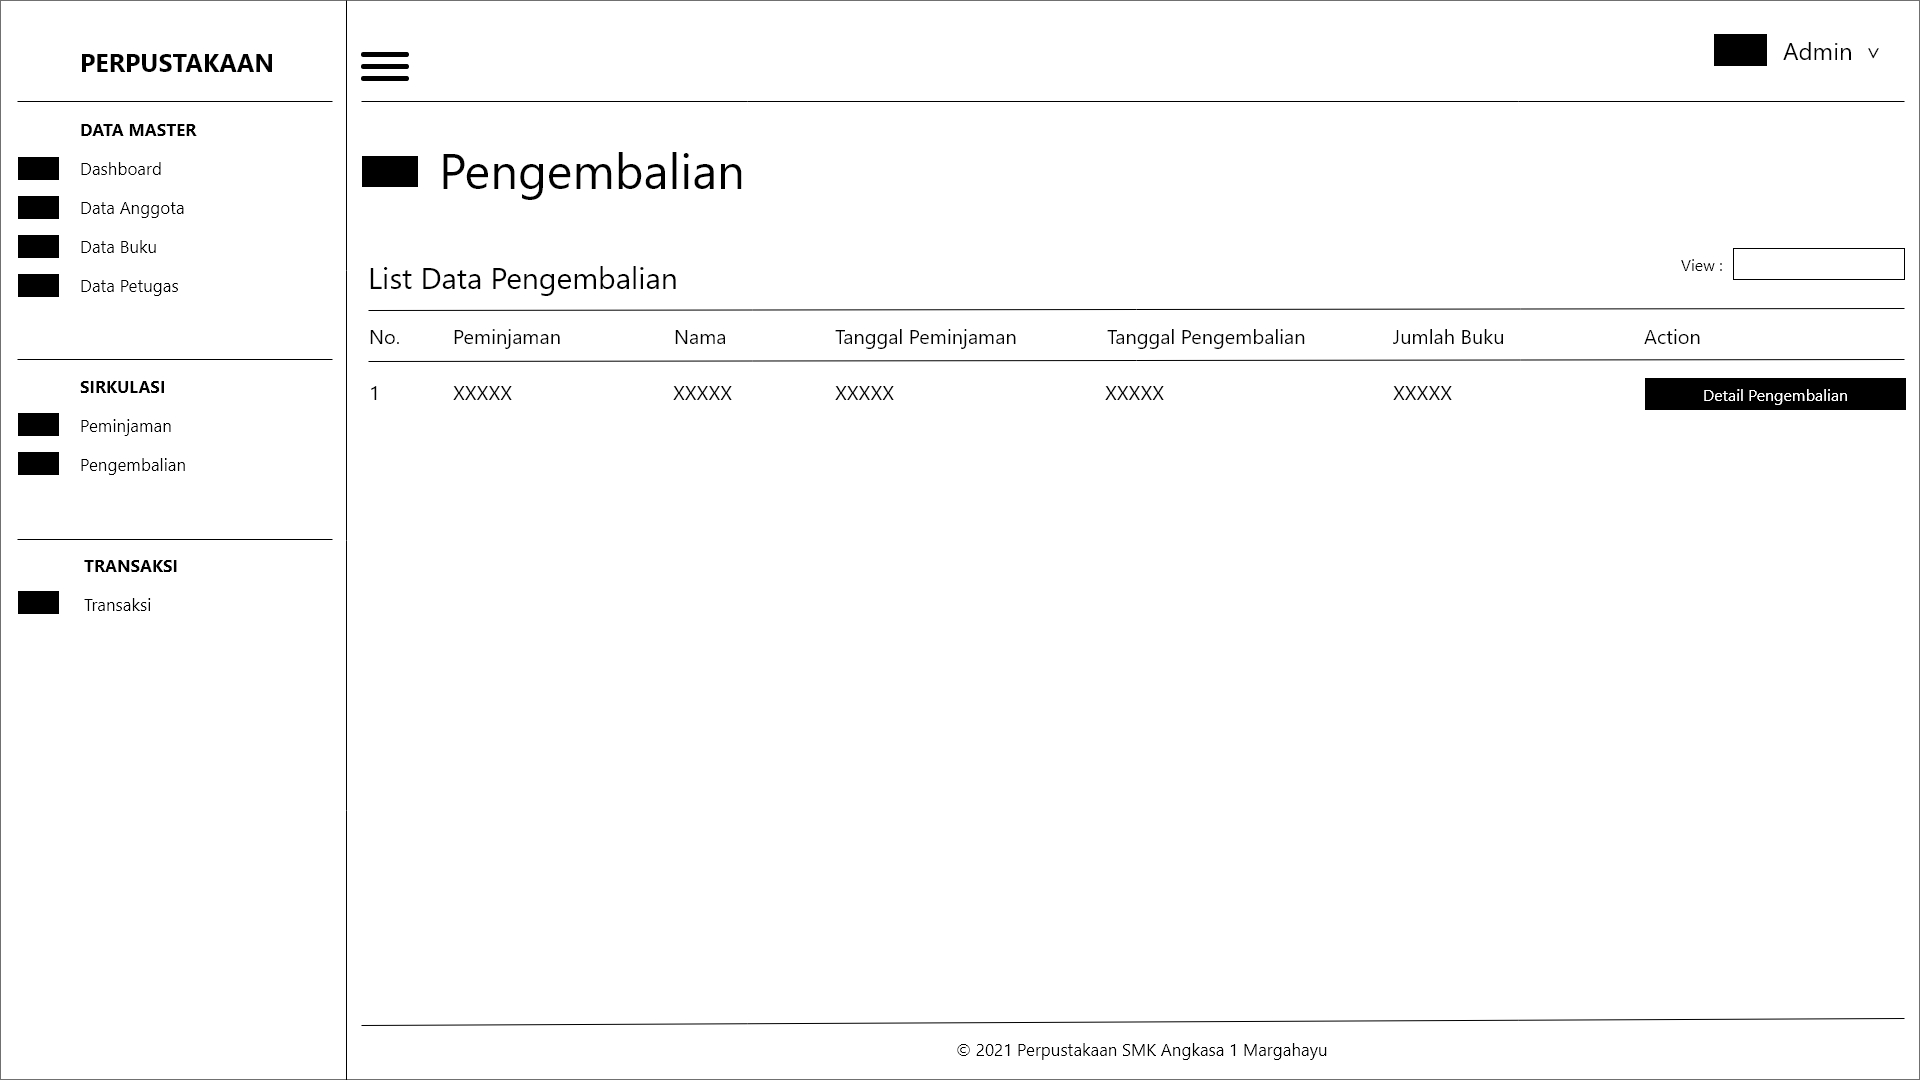 PERPUSTAKAAN
DATA MASTER
Dashboard
Data Anggota
Data Buku
Data Petugas
SIRKULASI
Peminjaman
Pengembalian
TRANSAKSI
Transaksi
Admin ˅
Pengembalian
List Data Pengembalian
View :
No. Peminjaman Nama Tanggal Peminjaman Tanggal Pengembalian Jumlah Buku Action
1 XXXXX XXXXX XXXXX XXXXX XXXXX Detail Pengembalian
© 2021 Perpustakaan SMK Angkasa 1 Margahayu